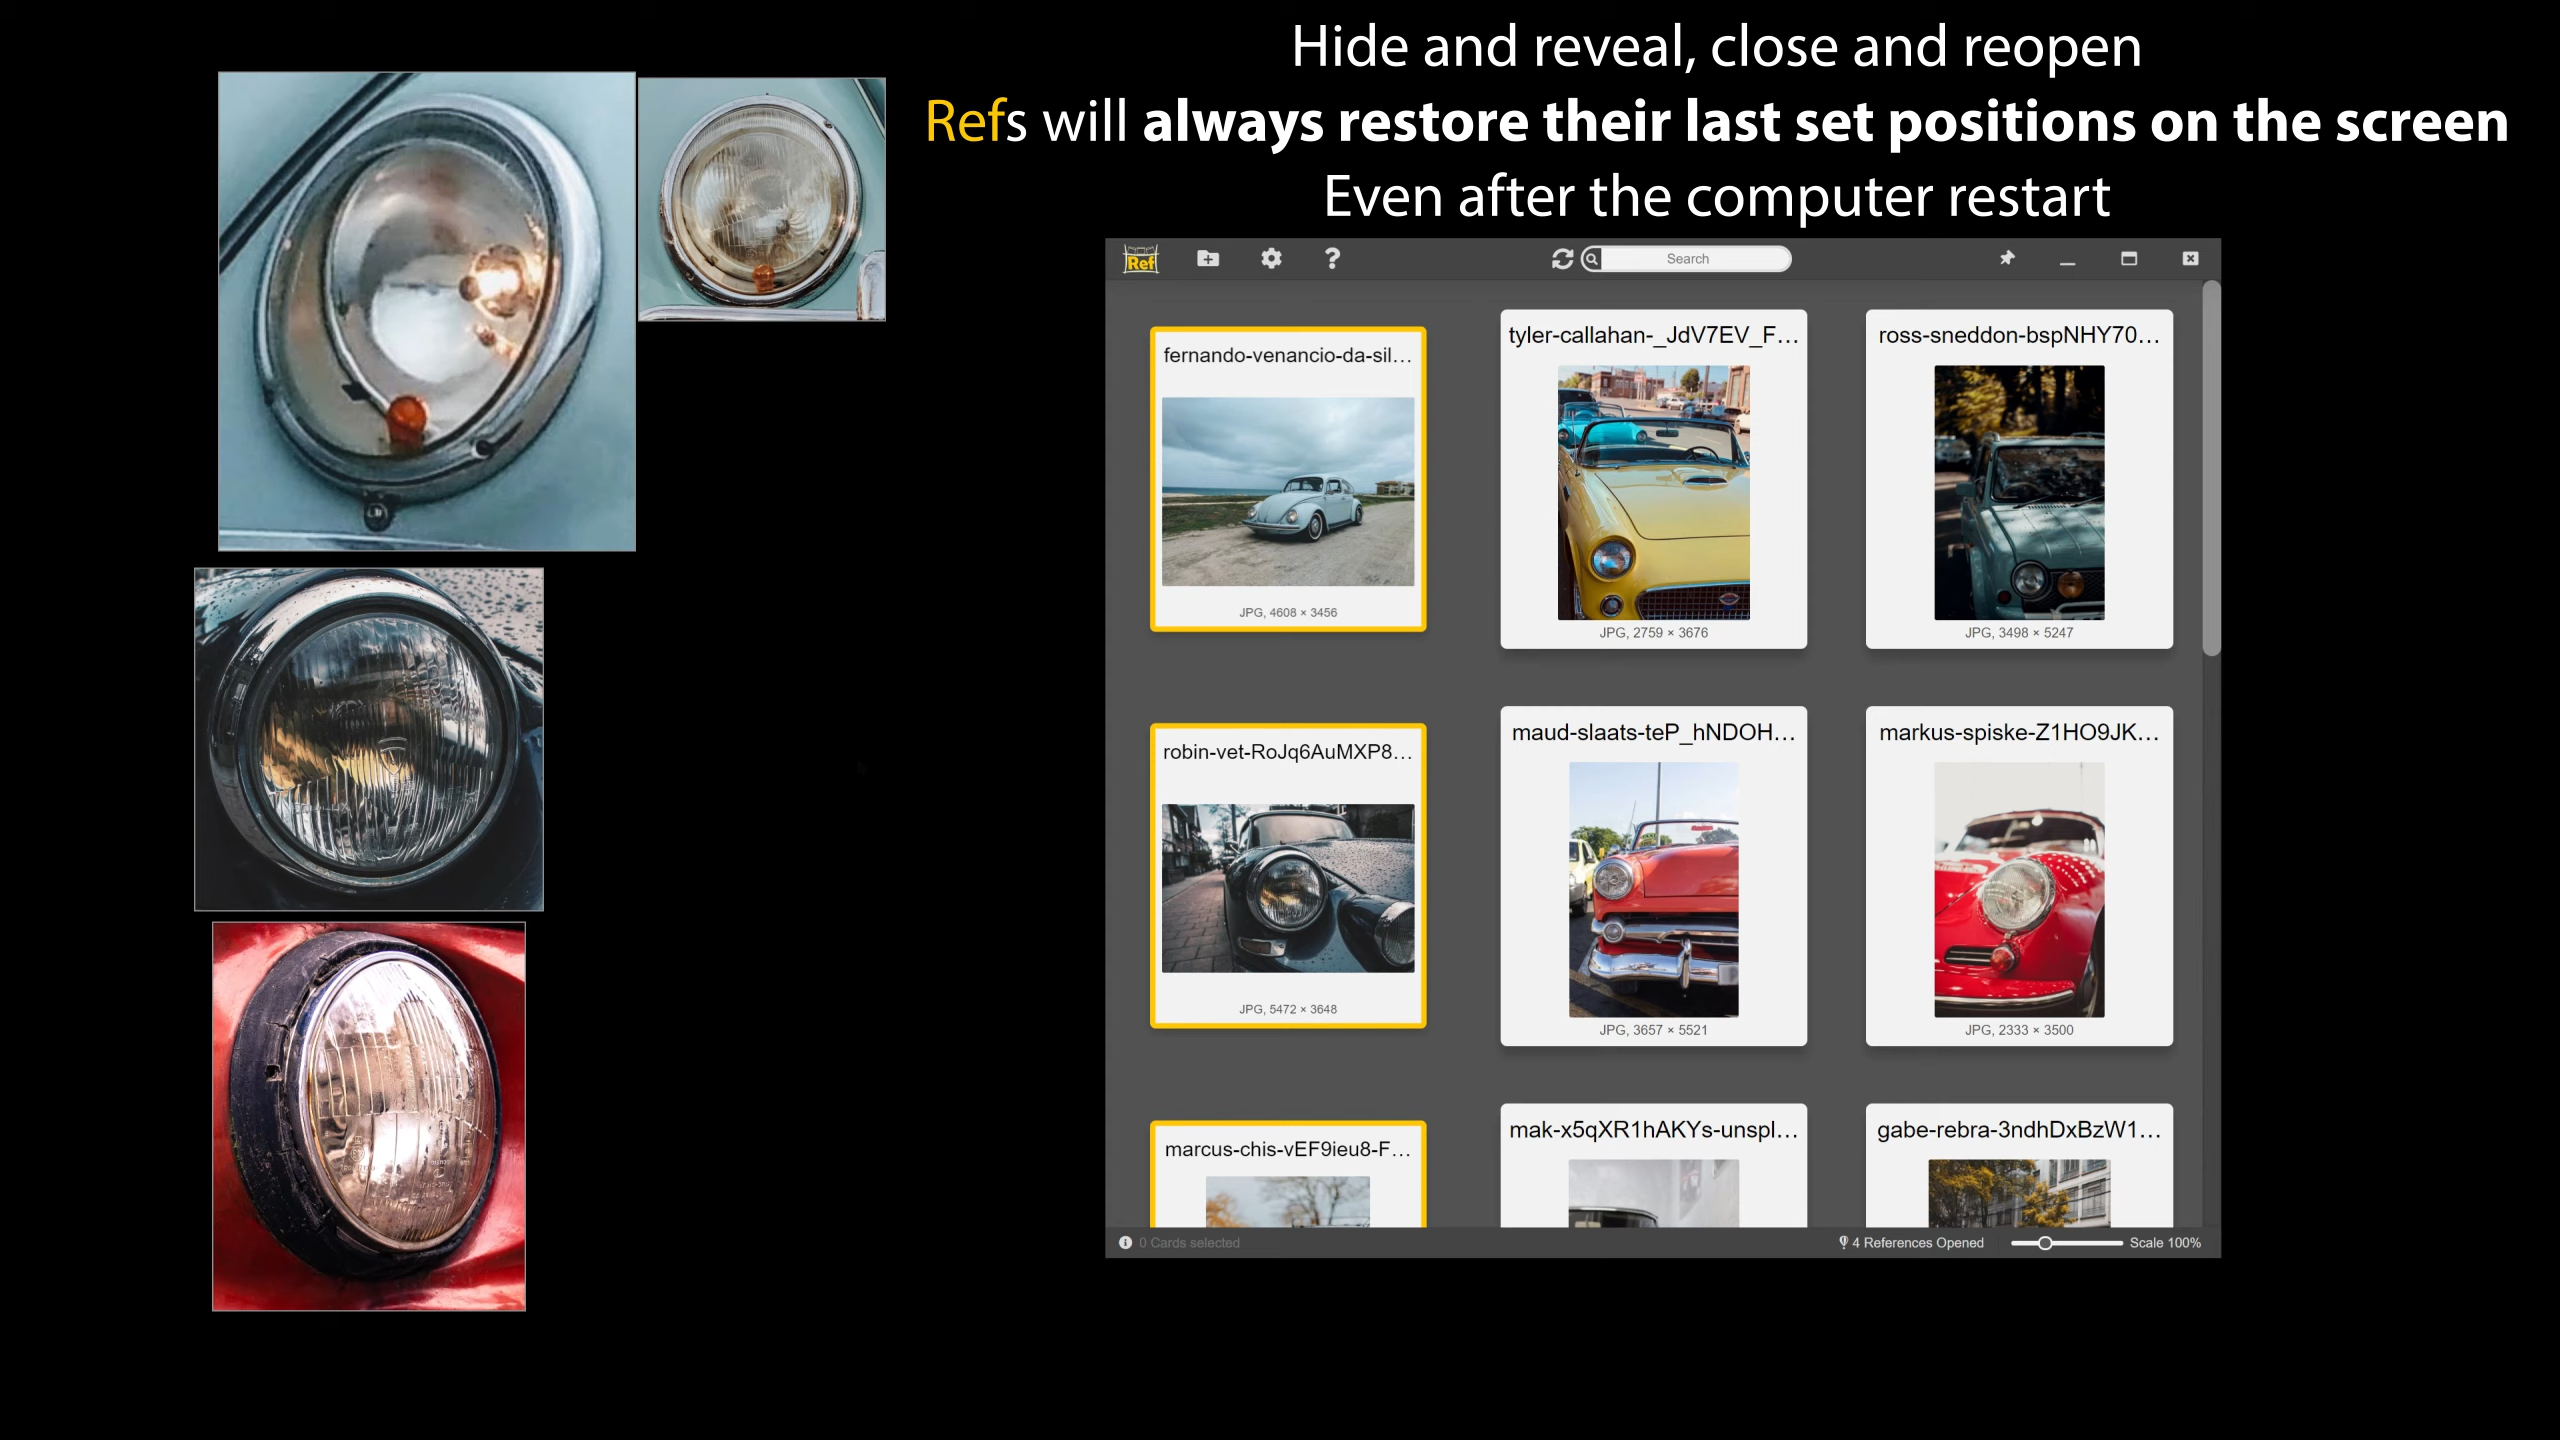 Hide and reveal, close and reopen
Refs will always restore their last set positions on the screen
Even after the computer restart
Ref
?
Search
fernando-venancio-da-sil...
JPG, 4608 × 3456
tyler-callahan-_JdV7EV_F...
JPG, 2759 × 3676
ross-sneddon-bspNHY70...
JPG, 3498 × 5247
robin-vet-RoJq6AuMXP8...
JPG, 5472 × 3648
maud-slaats-teP_hNDOH...
JPG, 3657 × 5521
markus-spiske-Z1HO9JK...
JPG, 2333 × 3500
marcus-chis-vEF9ieu8-F...
mak-x5qXR1hAKYs-unspl...
gabe-rebra-3ndhDxBzW1...
0 Cards selected
4 References Opened
Scale 100%